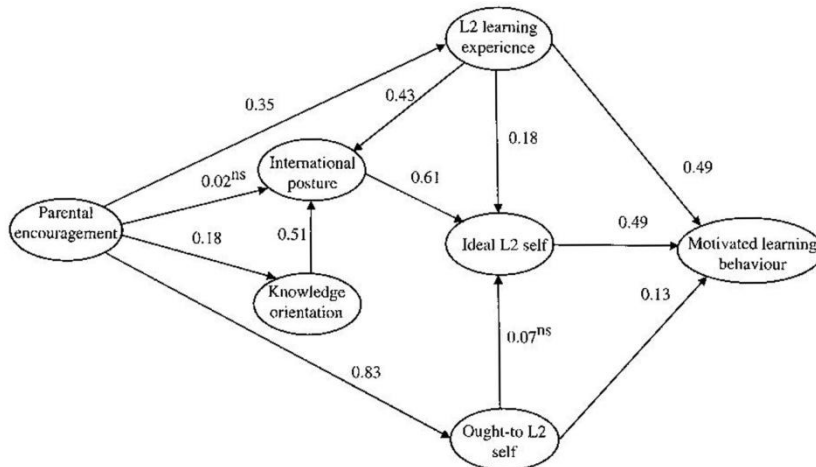 L2 learning
experience
0.35
0.43
0.18
International
posture
0.02ns
0.61
0.49
Parental
encouragement
0.18
0.51
Ideal L2 self
0.49
Motivated learning
behaviour
Knowledge
orientation
0.13
0.07ns
0.83
Ought-to L2
self